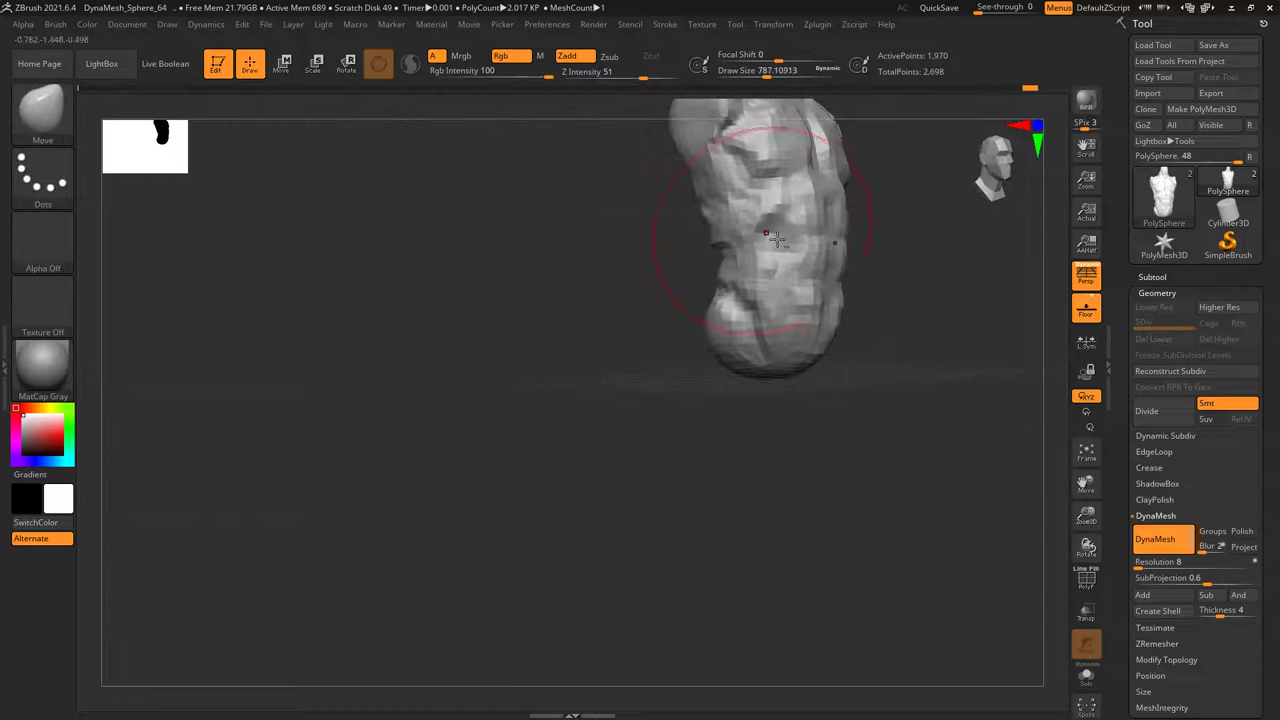 ZBrush 2021.6.4
DynaMesh_Sphere_64
• Free Mem 21.79GB • Active Mem 689 • Scratch Disk 49 • Timer▶0.001 • PolyCount▶2.017 KP • MeshCount▶1
AC
QuickSave
See-through 0
Menus
DefaultZScript
Alpha Brush Color Document Draw Dynamics Edit File Layer Light Macro Marker Material Movie Picker Preferences Render Stencil Stroke Texture Tool Transform Zplugin Zscript Help
-0.782,-1.418,-0.498
Home Page
LightBox
Live Boolean
Edit
Draw
Move
Scale
Rotate
A
Mrgb
Rgb
M
Rgb Intensity 100
Zadd
Zsub
Zcut
Z Intensity 51
S
Focal Shift 0
Draw Size 787.10913
Dynamic
D
ActivePoints: 1,970
TotalPoints: 2,698
Move
Dots
Alpha Off
Texture Off
MatCap Gray
Gradient
SwitchColor
Alternate
BPR
SPix 3
Scroll
Zoom
Actual
AAHalf
Dynamic
Persp
Floor
L.Sym
XYZ
Frame
Move
Zoom3D
Rotate
Line Fill
PolyF
Transp
Dynamic
Solo
Xpose
Tool
Load Tool
Save As
Load Tools From Project
Copy Tool
Paste Tool
Import
Export
Clone
Make PolyMesh3D
GoZ
All
Visible
R
Lightbox▶Tools
PolySphere. 48
R
2
PolySphere
2
PolySphere
Cylinder3D
PolyMesh3D
SimpleBrush
Subtool
Geometry
Lower Res
Higher Res
SDiv
Cage
Rstr
Del Lower
Del Higher
Freeze SubDivision Levels
Reconstruct Subdiv
Convert BPR To Geo
Divide
Smt
Suv
ReUV
Dynamic Subdiv
EdgeLoop
Crease
ShadowBox
ClayPolish
DynaMesh
DynaMesh
Groups
Polish
Blur 2
Project
Resolution 8
SubProjection 0.6
Add
Sub
And
Create Shell
Thickness 4
Tessimate
ZRemesher
Modify Topology
Position
Size
MeshIntegrity